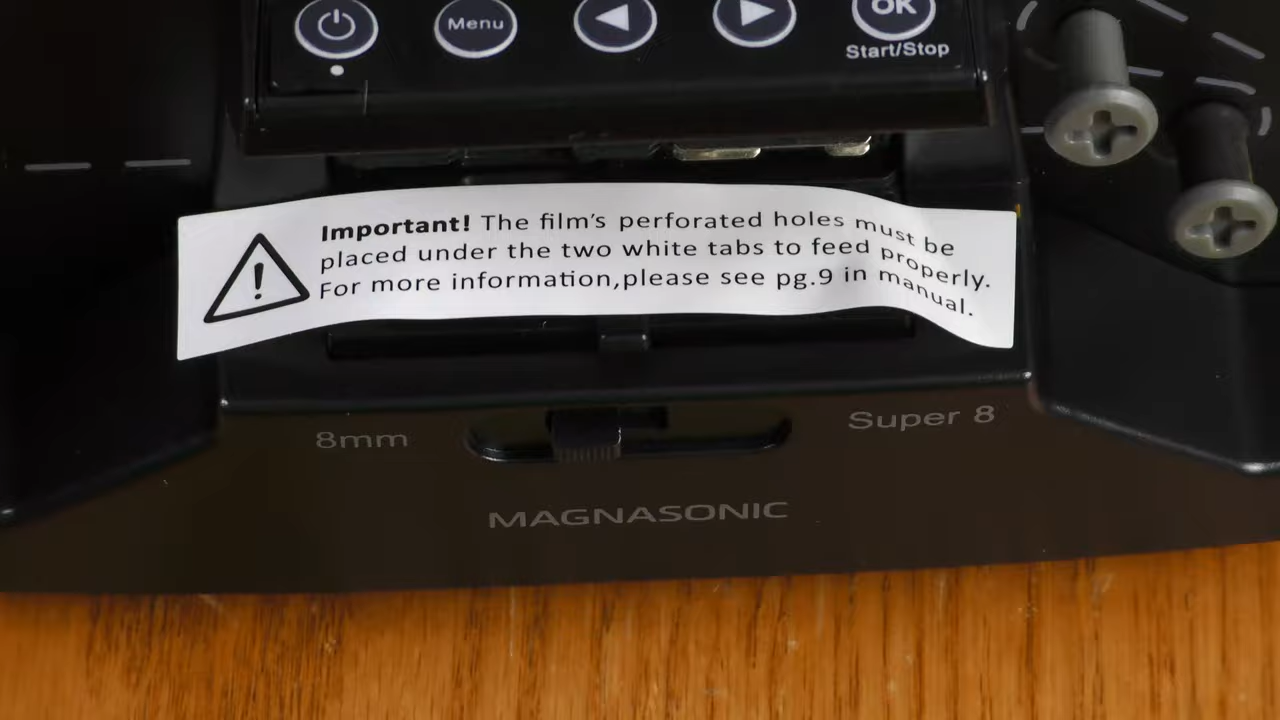 Menu
OK
Start/Stop
Important! The film's perforated holes must be
placed under the two white tabs to feed properly.
For more information,please see pg.9 in manual.
8mm
Super 8
MAGNASONIC